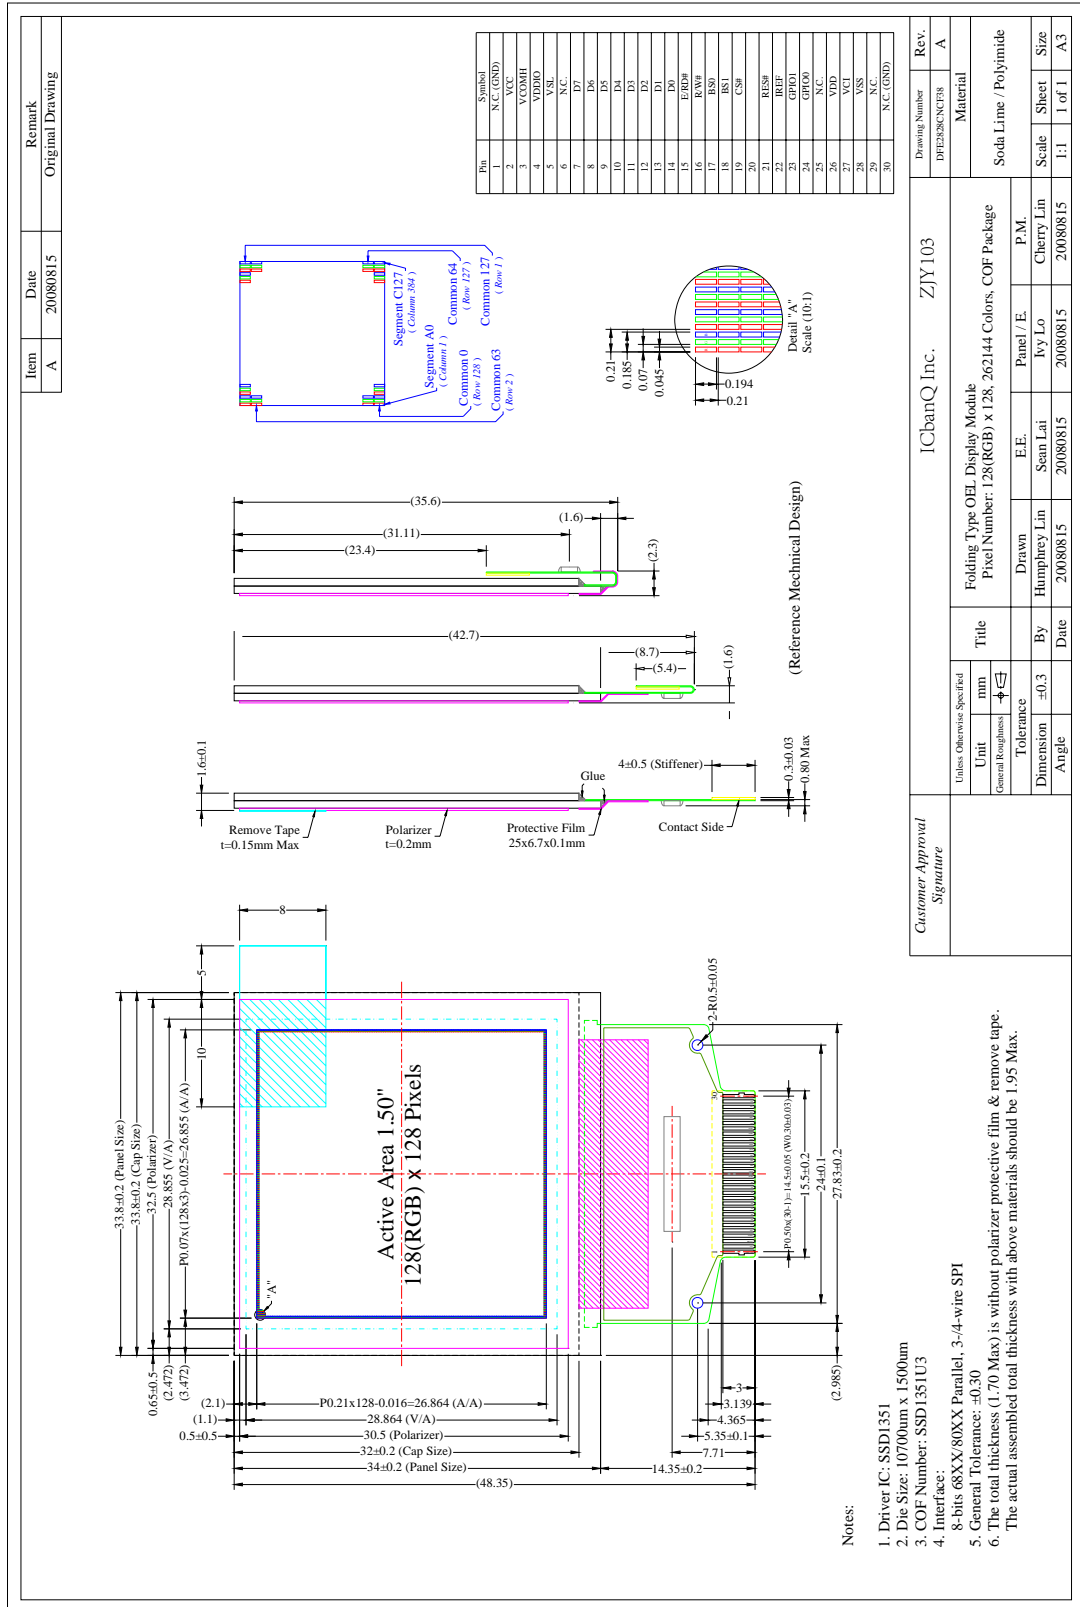 Item Date Remark
A 20080815 Original Drawing
33.8±0.2 (Panel Size)
33.8±0.2 (Cap Size)
32.5 (Polarizer)
28.855 (V/A)
P0.07x(128x3)-0.025=26.855 (A/A)
0.65±0.5
(2.472)
(3.472)
10
5
8
"A"
Active Area 1.50"
128(RGB) x 128 Pixels
(2.1)
(1.1)
0.5±0.5
P0.21x128-0.016=26.864 (A/A)
28.864 (V/A)
30.5 (Polarizer)
32±0.2 (Cap Size)
34±0.2 (Panel Size)
(48.35)
14.35±0.2
7.71
5.35±0.1
4.365
3.139
3
(2.985)
30
2-R0.5±0.05
P0.50x(30-1)=14.5±0.05 (W0.30±0.03)
15.5±0.2
24±0.1
27.83±0.2
1.6±0.1
Remove Tape
t=0.15mm Max
Polarizer
t=0.2mm
Glue
Protective Film
25x6.7x0.1mm
4±0.5 (Stiffener)
Contact Side
0.3±0.03
0.80 Max
(42.7)
(8.7)
(5.4)
(1.6)
(35.6)
(31.11)
(23.4)
(1.6)
(2.3)
(Reference Mechnical Design)
Segment C127
( Column 384 )
Segment A0
( Column 1 )
Common 64
( Row 127 )
Common 127
( Row 1 )
Common 0
( Row 128 )
Common 63
( Row 2 )
0.21
0.185
0.07
0.045
0.194
0.21
Detail "A"
Scale (10:1)
Pin Symbol
1 N.C. (GND)
2 VCC
3 VCOMH
4 VDDIO
5 VSL
6 N.C.
7 D7
8 D6
9 D5
10 D4
11 D3
12 D2
13 D1
14 D0
15 E/RD#
16 R/W#
17 BS0
18 BS1
19 CS#
20
21 RES#
22 IREF
23 GPIO1
24 GPIO0
25 N.C.
26 VDD
27 VCI
28 VSS
29 N.C.
30 N.C. (GND)
Notes:
1. Driver IC: SSD1351
2. Die Size: 10700um x 1500um
3. COF Number: SSD1351U3
4. Interface:
8-bits 68XX/80XX Parallel, 3-/4-wire SPI
5. General Tolerance: ±0.30
6. The total thickness (1.70 Max) is without polarizer protective film & remove tape.
The actual assembled total thickness with above materials should be 1.95 Max.
Customer Approval
Signature
ICbanQ Inc. ZJY103
Drawing Number Rev.
DFE2828CNCF38 A
Unless Otherwise Specified
Unit mm
General Roughness
Tolerance
Dimension ±0.3
Angle
Title
Folding Type OEL Display Module
Pixel Number: 128(RGB) x 128, 262144 Colors, COF Package
Material
Soda Lime / Polyimide
Drawn E.E. Panel / E. P.M.
By Humphrey Lin Sean Lai Ivy Lo Cherry Lin
Date 20080815 20080815 20080815 20080815
Scale Sheet Size
1:1 1 of 1 A3